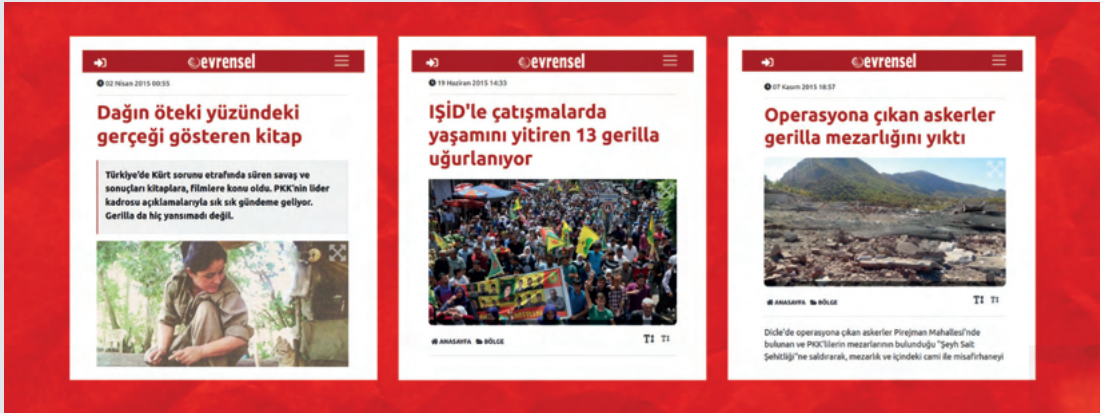 evrensel
02 Nisan 2015 00:55
Dağın öteki yüzündeki
gerçeği gösteren kitap
Türkiye'de Kürt sorunu etrafında süren savaş ve
sonuçları kitaplara, filmlere konu oldu. PKK'nin lider
kadrosu açıklamalarıyla sık sık gündeme geliyor.
Gerilla da hiç yansımadı değil.
evrensel
19 Haziran 2015 14:33
IŞİD'le çatışmalarda
yaşamını yitiren 13 gerilla
uğurlanıyor
ANASAYFA BÖLGE
evrensel
07 Kasım 2015 18:57
Operasyona çıkan askerler
gerilla mezarlığını yıktı
ANASAYFA BÖLGE
Dicle'de operasyona çıkan askerler Pirejman Mahallesi'nde
bulunan ve PKK'lilerin mezarlarının bulunduğu "Şeyh Sait
Şehitliği"ne saldırarak, mezarlık ve içindeki cami ile misafirhaneyi